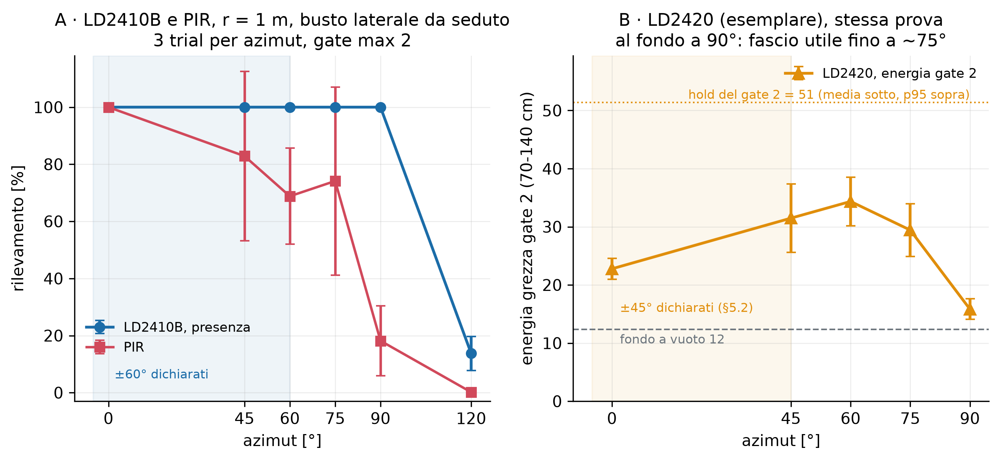 A · LD2410B e PIR, r = 1 m, busto laterale da seduto
3 trial per azimut, gate max 2
rilevamento [%]
100
80
60
40
20
0
LD2410B, presenza
PIR
±60° dichiarati
0 45 60 75 90 120
azimut [°]
B · LD2420 (esemplare), stessa prova
al fondo a 90°: fascio utile fino a ~75°
energia grezza gate 2 (70-140 cm)
50
40
30
20
10
0
LD2420, energia gate 2
hold del gate 2 = 51 (media sotto, p95 sopra)
±45° dichiarati (§5.2)
fondo a vuoto 12
0 45 60 75 90
azimut [°]